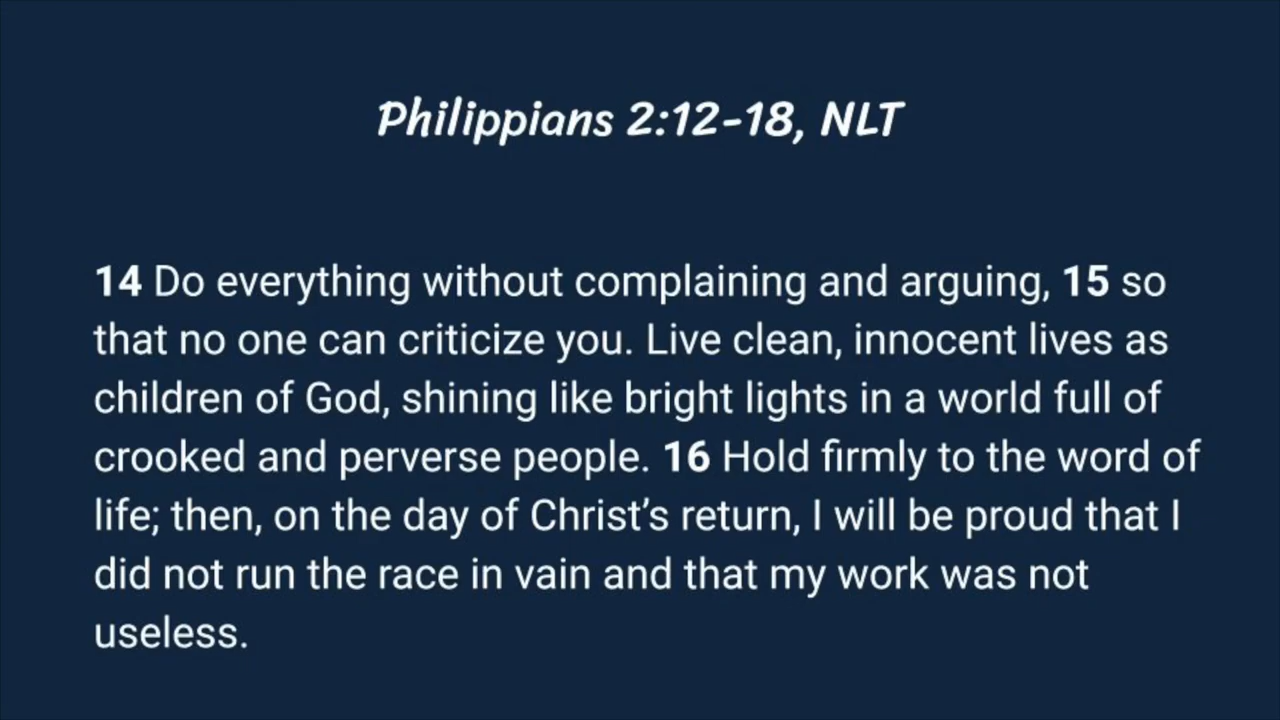 Philippians 2:12-18, NLT
14 Do everything without complaining and arguing, 15 so
that no one can criticize you. Live clean, innocent lives as
children of God, shining like bright lights in a world full of
crooked and perverse people. 16 Hold firmly to the word of
life; then, on the day of Christ’s return, I will be proud that I
did not run the race in vain and that my work was not
useless.